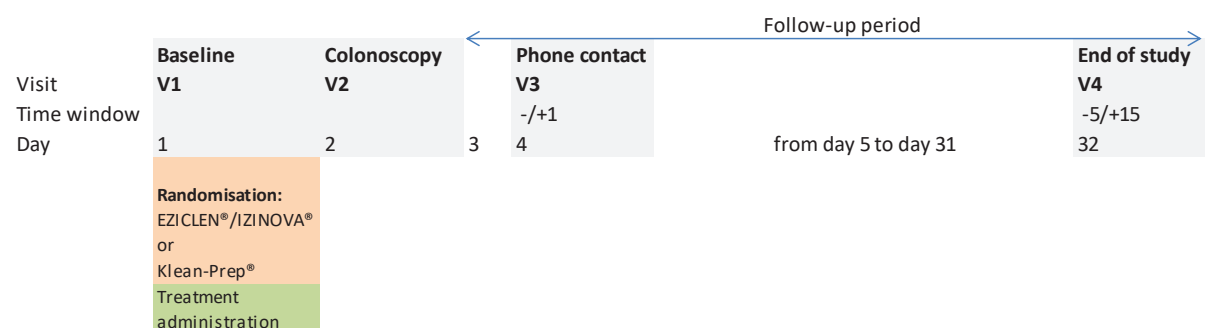 Follow-up period
Baseline Colonoscopy Phone contact End of study
Visit V1 V2 V3 V4
Time window -/+1 -5/+15
Day 1 2 3 4 from day 5 to day 31 32
Randomisation:
EZICLEN®/IZINOVA®
or
Klean-Prep®
Treatment
administration